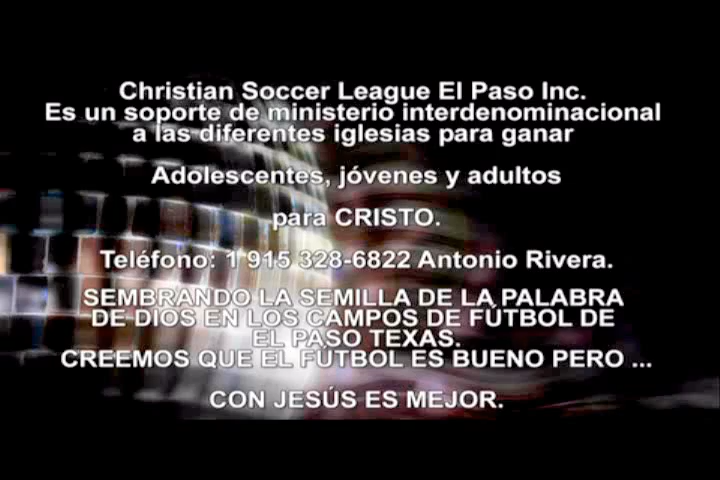 Christian Soccer League El Paso Inc.
Es un soporte de ministerio interdenominacional
a las diferentes iglesias para ganar
Adolescentes, jóvenes y adultos
para CRISTO.
Teléfono: 1 915 328-6822 Antonio Rivera.
SEMBRANDO LA SEMILLA DE LA PALABRA
DE DIOS EN LOS CAMPOS DE FÚTBOL DE
EL PASO TEXAS.
CREEMOS QUE EL FÚTBOL ES BUENO PERO ...
CON JESÚS ES MEJOR.